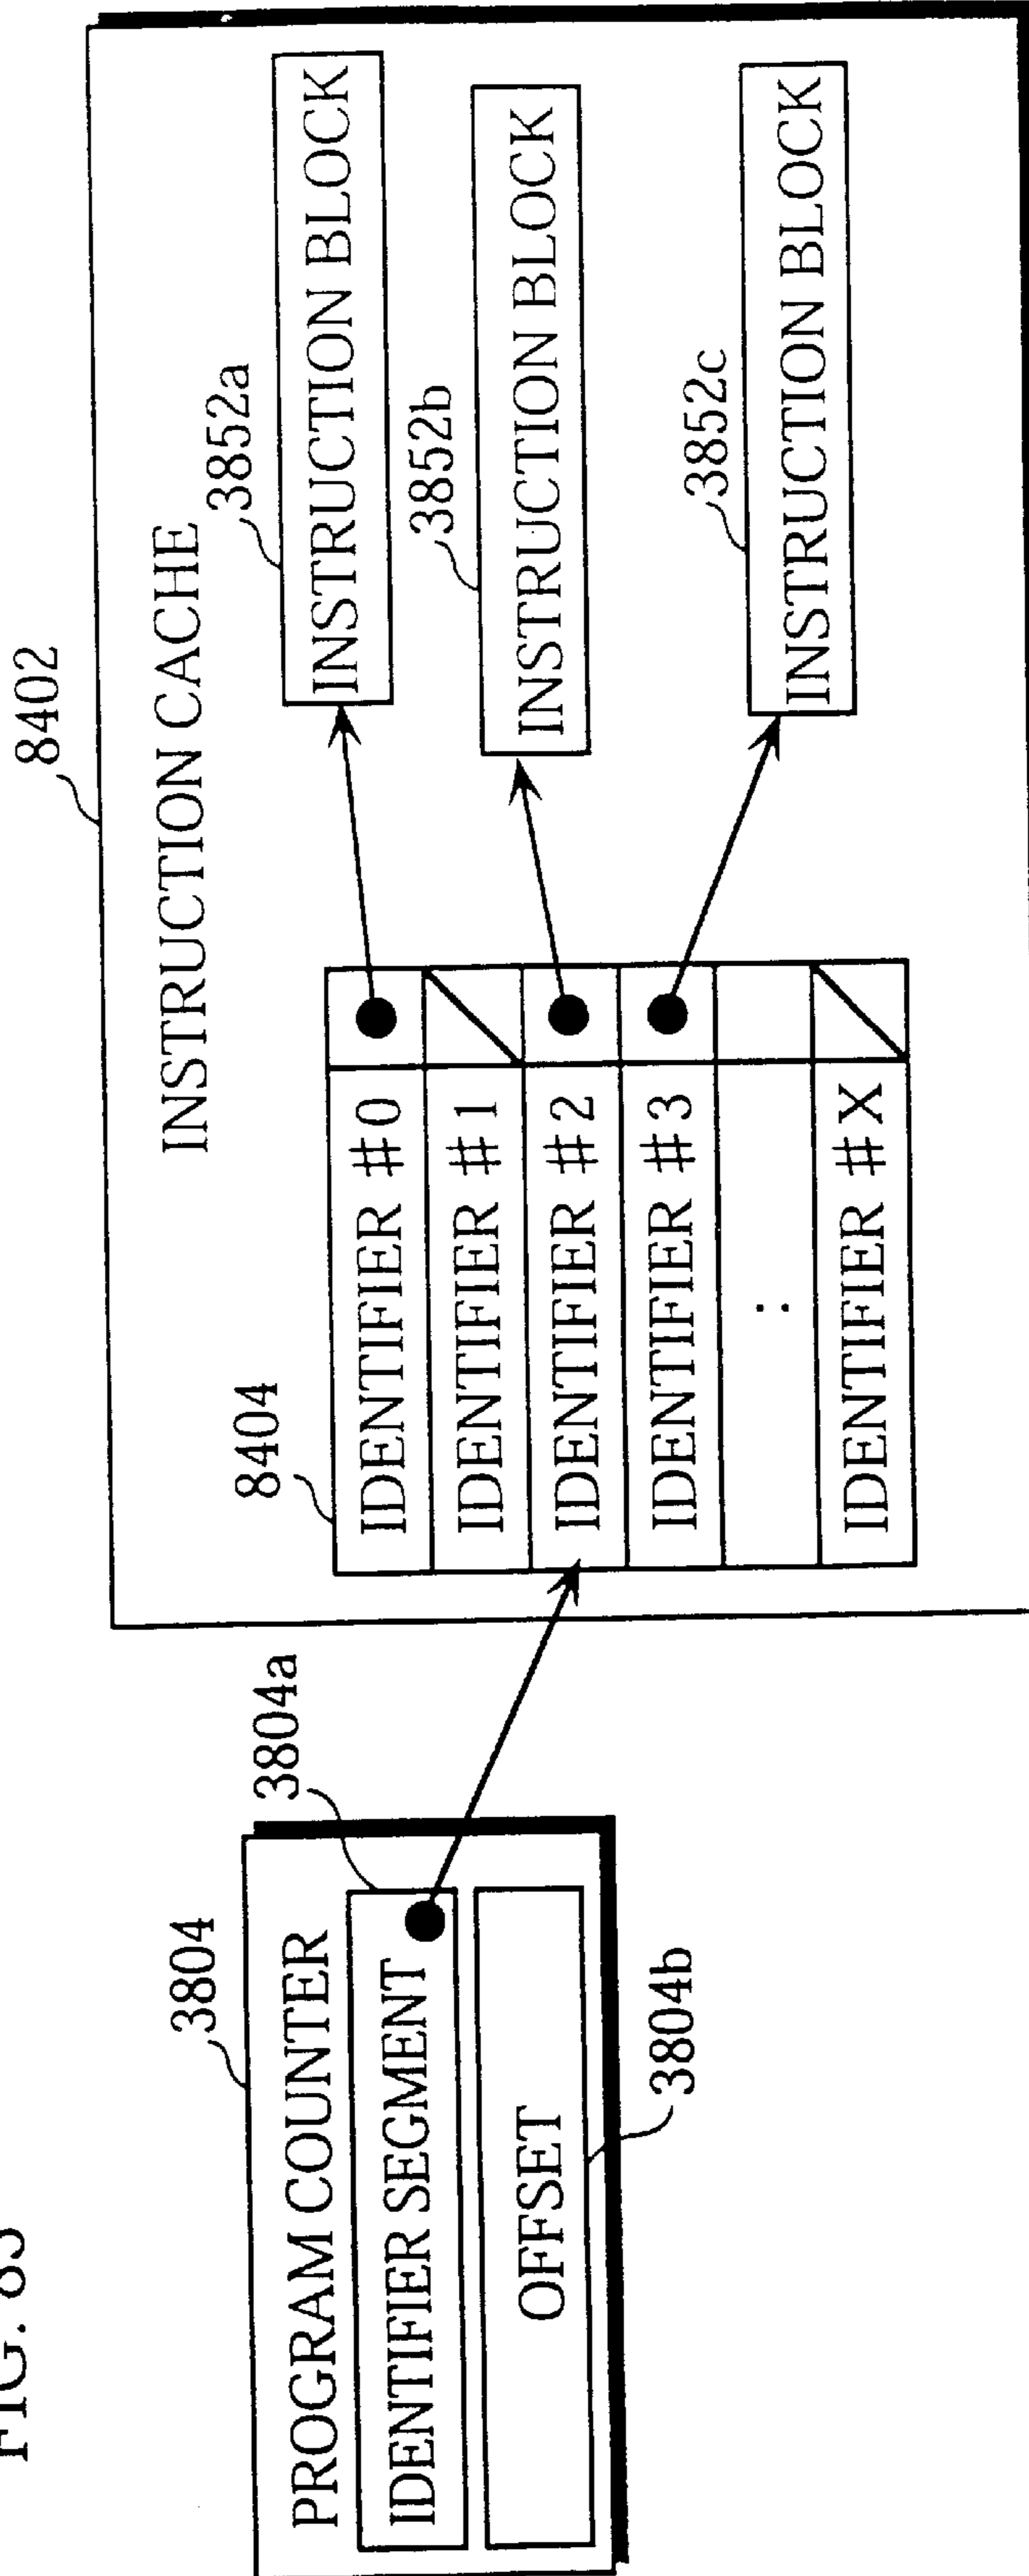 FIG. 85
3804
PROGRAM COUNTER
IDENTIFIER SEGMENT
3804a
OFFSET
3804b
8402
INSTRUCTION CACHE
8404
IDENTIFIER #0
IDENTIFIER #1
IDENTIFIER #2
IDENTIFIER #3
:
IDENTIFIER #X
3852a
INSTRUCTION BLOCK
3852b
INSTRUCTION BLOCK
3852c
INSTRUCTION BLOCK